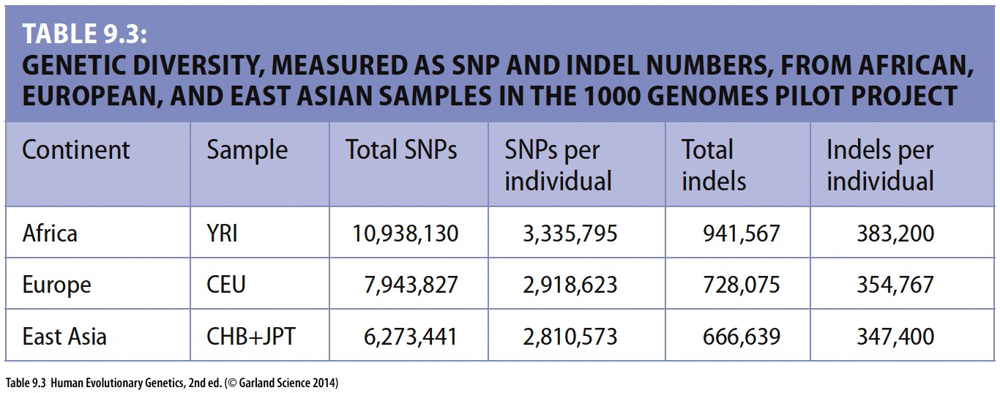 TABLE 9.3:
GENETIC DIVERSITY, MEASURED AS SNP AND INDEL NUMBERS, FROM AFRICAN,
EUROPEAN, AND EAST ASIAN SAMPLES IN THE 1000 GENOMES PILOT PROJECT
Continent Sample Total SNPs SNPs per individual Total indels Indels per individual
Africa YRI 10,938,130 3,335,795 941,567 383,200
Europe CEU 7,943,827 2,918,623 728,075 354,767
East Asia CHB+JPT 6,273,441 2,810,573 666,639 347,400
Table 9.3 Human Evolutionary Genetics, 2nd ed. (© Garland Science 2014)